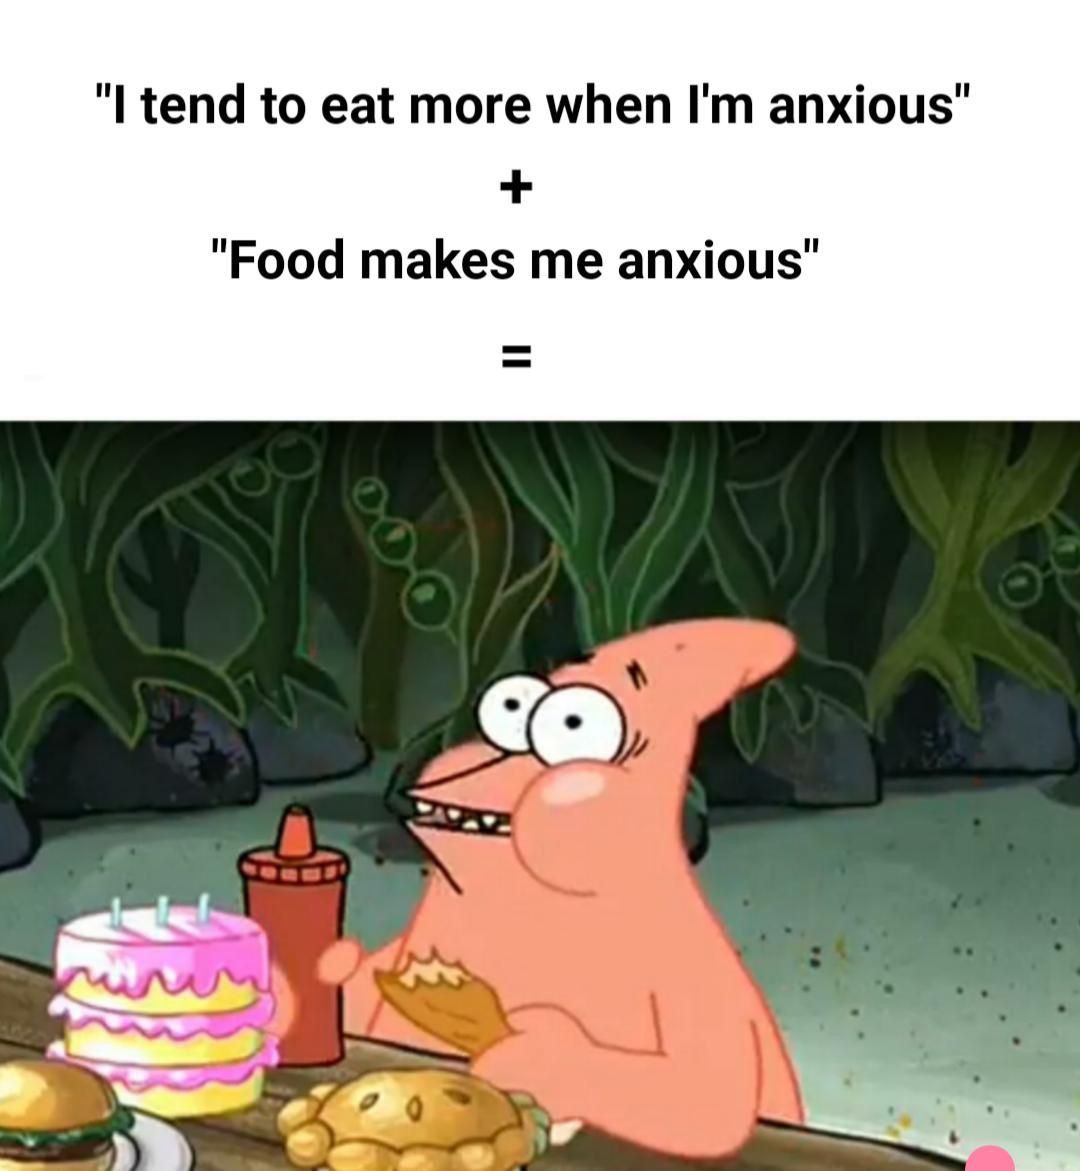 "I tend to eat more when I'm anxious"
+
"Food makes me anxious"
=